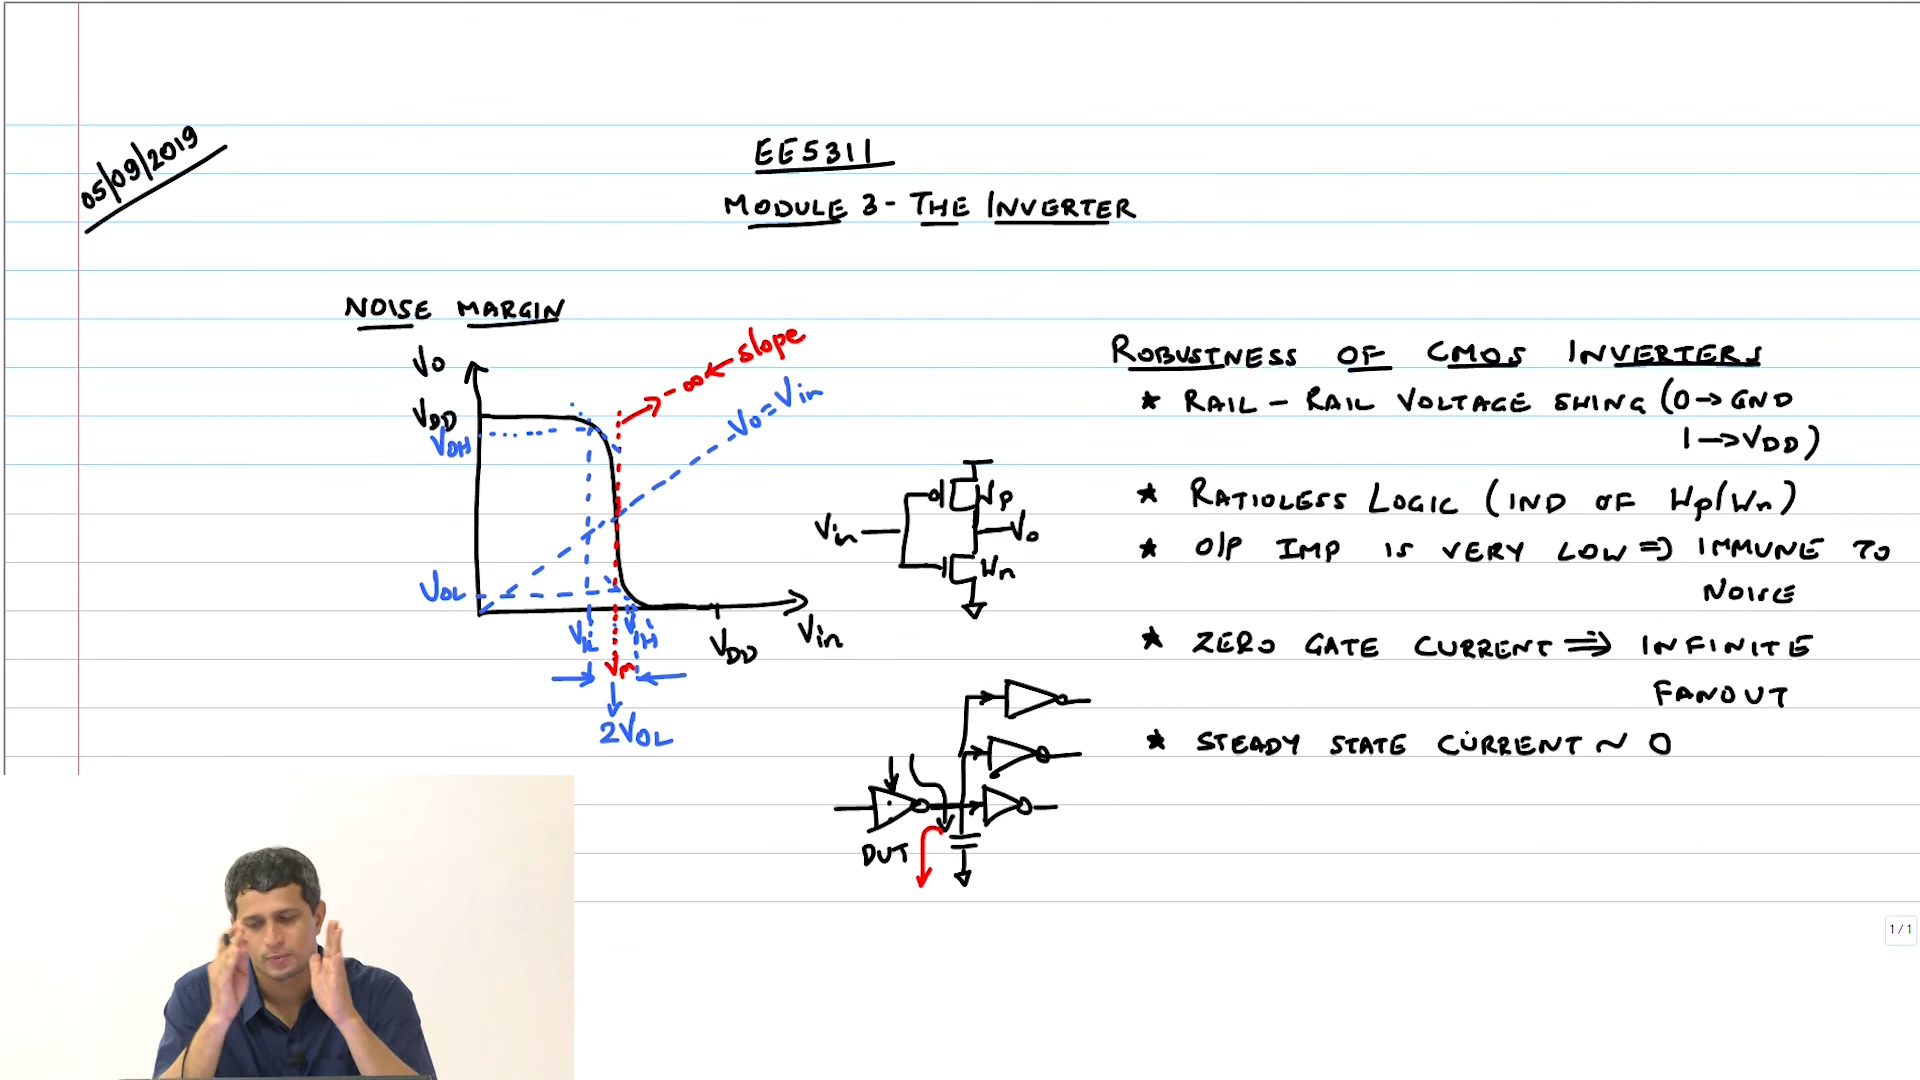 05/09/2019
EE5311
MODULE 3 - THE INVERTER
NOISE MARGIN
Vo
VDD
VOH
VOL
slope
-∞
Vo=Vin
VIL
VIH
VDD
Vin
Vm
2VOL
Vin
Wp
Vo
Wn
DUT
ROBUSTNESS OF CMOS INVERTERS
* RAIL - RAIL VOLTAGE SWING (0→GND
1→VDD)
* RATIOLESS LOGIC (IND OF Wp/Wn)
* O/P IMP IS VERY LOW ⇒ IMMUNE TO
NOISE
* ZERO GATE CURRENT ⇒ INFINITE
FANOUT
* STEADY STATE CURRENT ~ 0
1 / 1